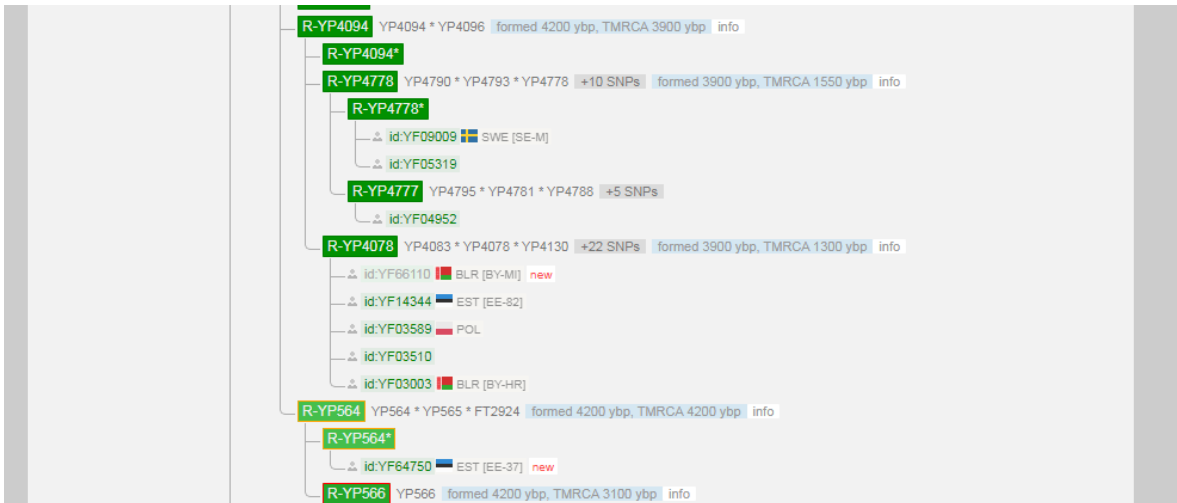 R-YP4094 YP4094 * YP4096 formed 4200 ybp, TMRCA 3900 ybp info
R-YP4094*
R-YP4778 YP4790 * YP4793 * YP4778 +10 SNPs formed 3900 ybp, TMRCA 1550 ybp info
R-YP4778*
id:YF09009 SWE [SE-M]
id:YF05319
R-YP4777 YP4795 * YP4781 * YP4788 +5 SNPs
id:YF04952
R-YP4078 YP4083 * YP4078 * YP4130 +22 SNPs formed 3900 ybp, TMRCA 1300 ybp info
id:YF66110 BLR [BY-MI] new
id:YF14344 EST [EE-82]
id:YF03589 POL
id:YF03510
id:YF03003 BLR [BY-HR]
R-YP564 YP564 * YP565 * FT2924 formed 4200 ybp, TMRCA 4200 ybp info
R-YP564*
id:YF64750 EST [EE-37] new
R-YP566 YP566 formed 4200 ybp, TMRCA 3100 ybp info